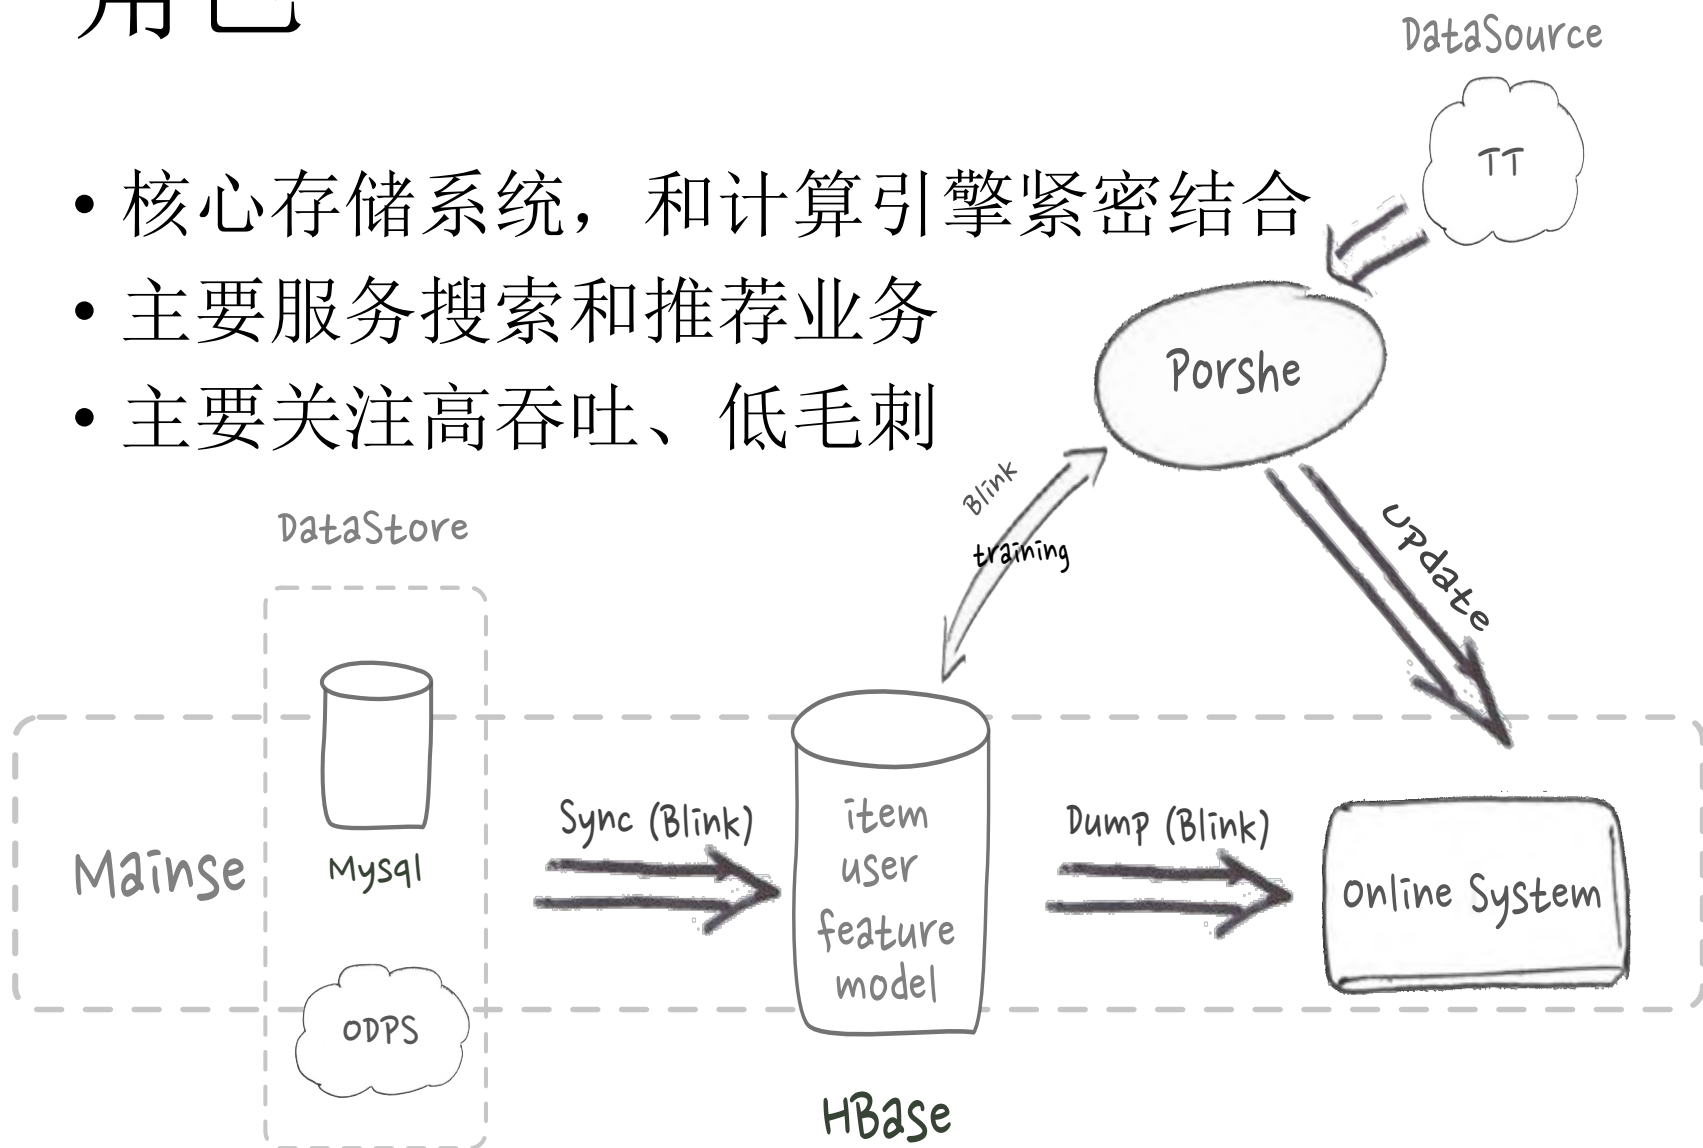 角色
DataSource
TT
• 核心存储系统，和计算引擎紧密结合
• 主要服务搜索和推荐业务
• 主要关注高吞吐、低毛刺
Porshe
Blink
training
Update
DataStore
Mainse
Mysql
ODPS
Sync (Blink)
item
user
feature
model
HBase
Dump (Blink)
Online System